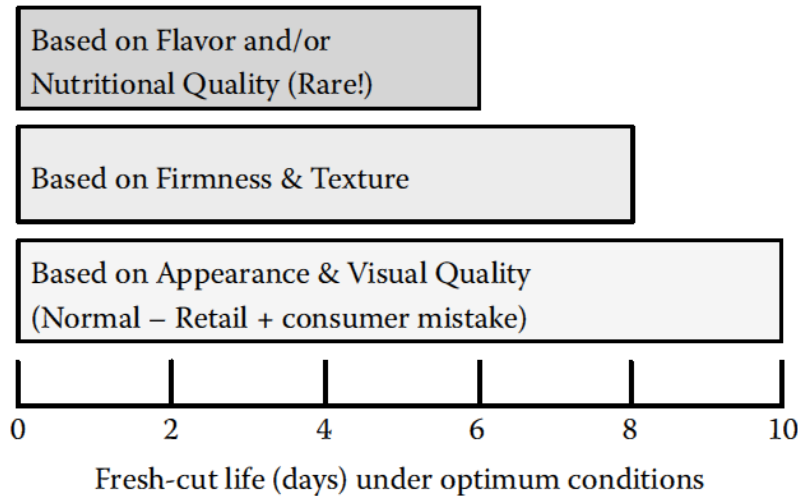 Based on Flavor and/or
Nutritional Quality (Rare!)
Based on Firmness & Texture
Based on Appearance & Visual Quality
(Normal – Retail + consumer mistake)
0 2 4 6 8 10
Fresh-cut life (days) under optimum conditions